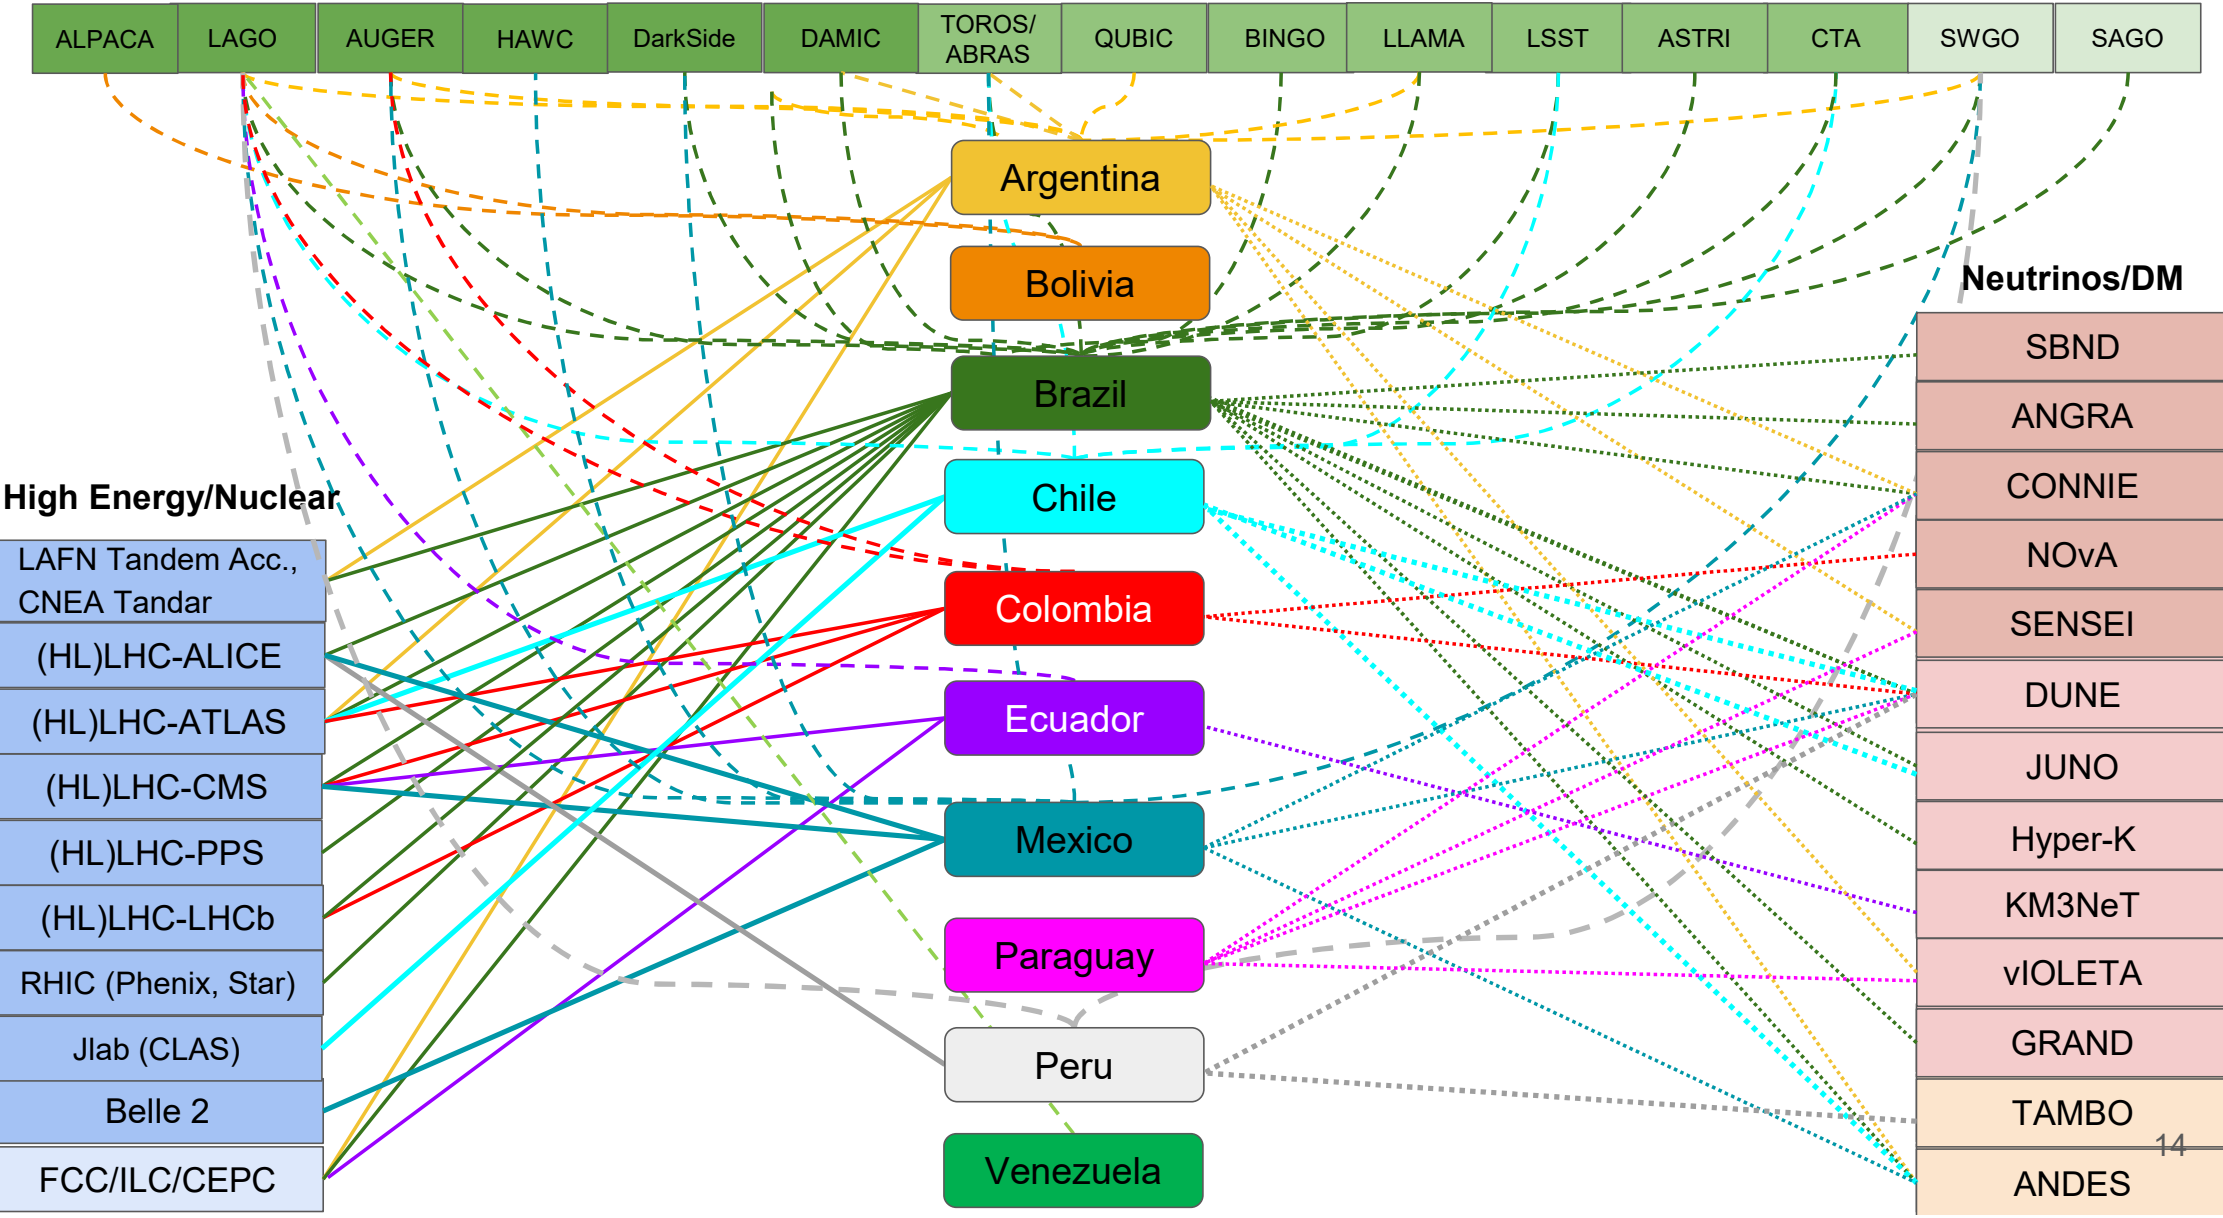 ALPACA
LAGO
AUGER
HAWC
DarkSide
DAMIC
TOROS/
ABRAS
QUBIC
BINGO
LLAMA
LSST
ASTRI
CTA
SWGO
SAGO
Argentina
Bolivia
Brazil
Chile
Colombia
Ecuador
Mexico
Paraguay
Peru
Venezuela
High Energy/Nuclear
LAFN Tandem Acc.,
CNEA Tandar
(HL)LHC-ALICE
(HL)LHC-ATLAS
(HL)LHC-CMS
(HL)LHC-PPS
(HL)LHC-LHCb
RHIC (Phenix, Star)
Jlab (CLAS)
Belle 2
FCC/ILC/CEPC
Neutrinos/DM
SBND
ANGRA
CONNIE
NOvA
SENSEI
DUNE
JUNO
Hyper-K
KM3NeT
vIOLETA
GRAND
TAMBO
14
ANDES